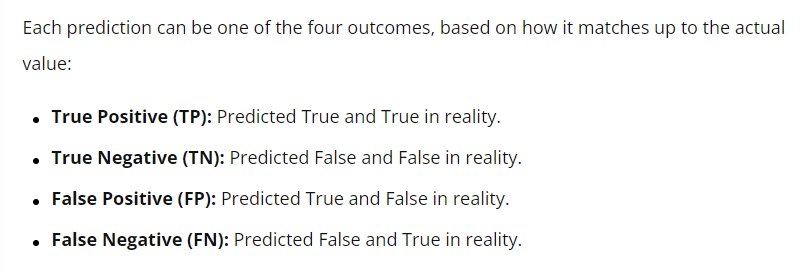 Each prediction can be one of the four outcomes, based on how it matches up to the actual
value:
• True Positive (TP): Predicted True and True in reality.
• True Negative (TN): Predicted False and False in reality.
• False Positive (FP): Predicted True and False in reality.
• False Negative (FN): Predicted False and True in reality.